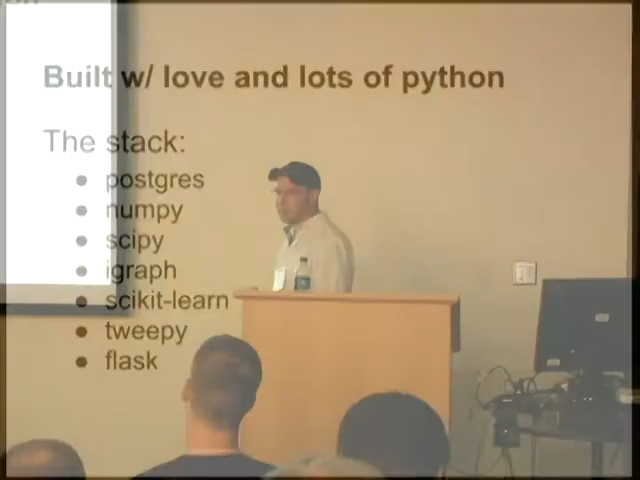 Built w/ love and lots of python
The stack:
postgres
numpy
scipy
igraph
scikit-learn
tweepy
flask